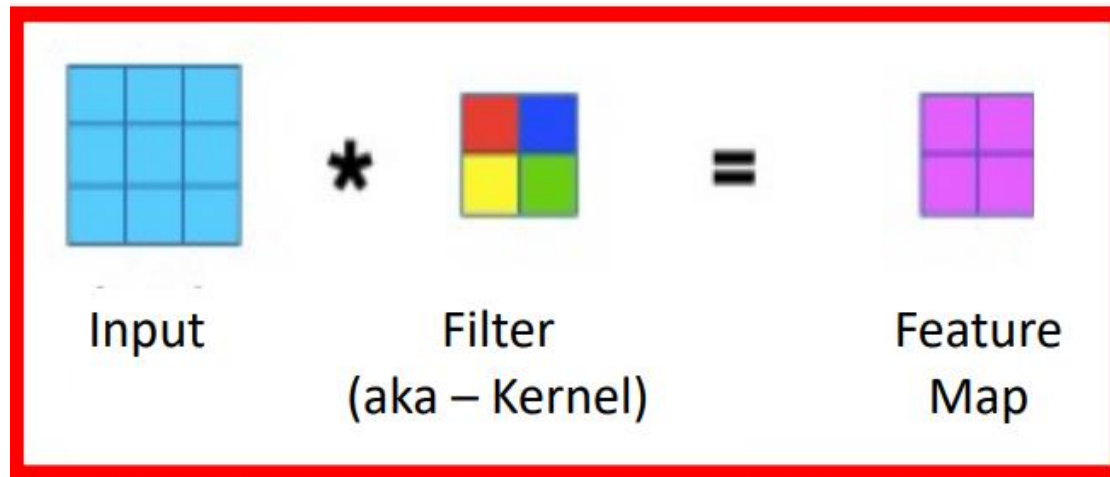 * =
Input Filter Feature
(aka – Kernel) Map